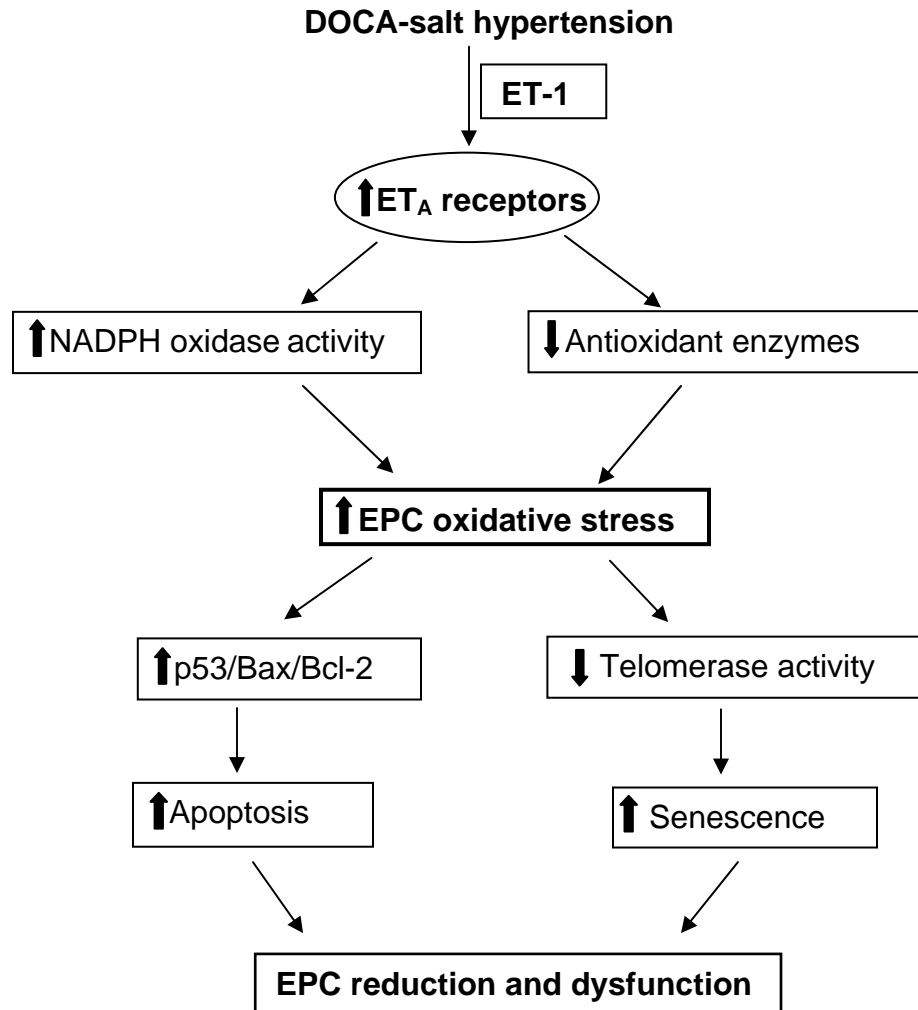 DOCA-salt hypertension
ET-1
⬆ETA receptors
⬆NADPH oxidase activity
⬇Antioxidant enzymes
⬆EPC oxidative stress
⬆p53/Bax/Bcl-2
⬇ Telomerase activity
⬆Apoptosis
⬆ Senescence
EPC reduction and dysfunction